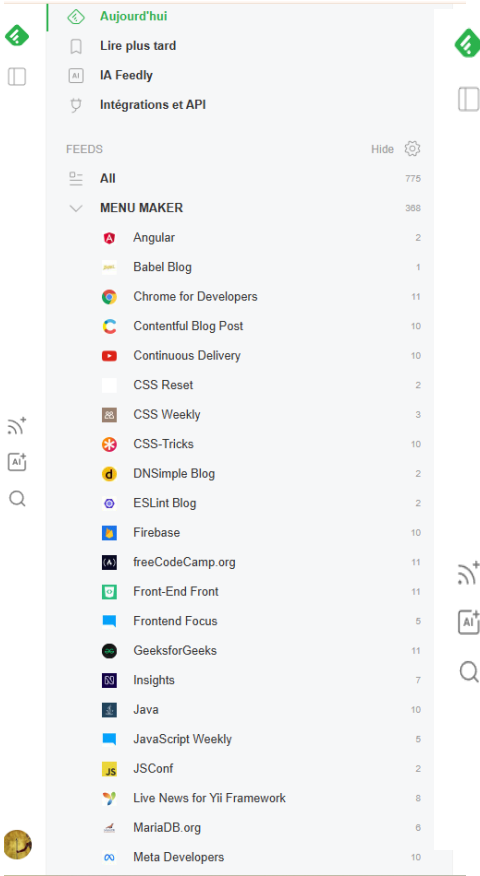 Aujourd'hui
Lire plus tard
AI IA Feedly
Intégrations et API
FEEDS Hide
All 775
MENU MAKER 368
Angular 2
Babel Blog 1
Chrome for Developers 11
Contentful Blog Post 10
Continuous Delivery 10
CSS Reset 2
CSS Weekly 3
CSS-Tricks 10
DNSimple Blog 2
ESLint Blog 2
Firebase 10
freeCodeCamp.org 11
Front-End Front 11
AI
Frontend Focus 5
AI
GeeksforGeeks 11
Insights 7
Java 10
JavaScript Weekly 5
JS JSConf 2
Live News for Yii Framework 8
MariaDB.org 6
Meta Developers 10